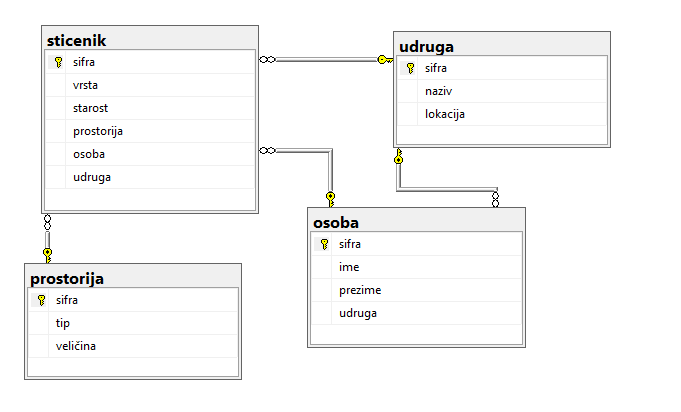 sticenik
sifra
vrsta
starost
prostorija
osoba
udruga
udruga
sifra
naziv
lokacija
osoba
sifra
ime
prezime
udruga
prostorija
sifra
tip
veličina